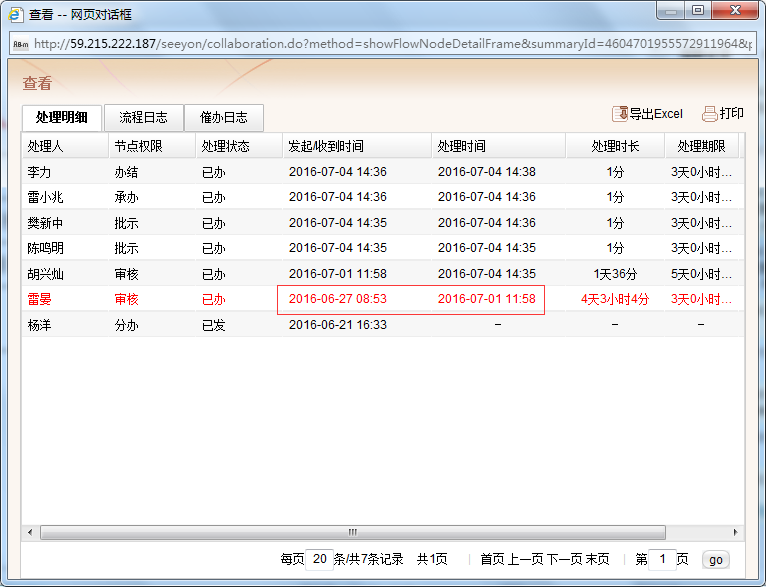 查看 -- 网页对话框
http://59.215.222.187/seeyon/collaboration.do?method=showFlowNodeDetailFrame&summaryId=4604701955572911964&p
查看
处理明细 流程日志 催办日志 导出Excel 打印
处理人 节点权限 处理状态 发起/收到时间 处理时间 处理时长 处理期限
李力 办结 已办 2016-07-04 14:36 2016-07-04 14:38 1分 3天0小时...
雷小兆 承办 已办 2016-07-04 14:36 2016-07-04 14:36 1分 3天0小时...
樊新中 批示 已办 2016-07-04 14:35 2016-07-04 14:36 1分 3天0小时...
陈鸣明 批示 已办 2016-07-04 14:35 2016-07-04 14:35 1分 3天0小时...
胡兴灿 审核 已办 2016-07-01 11:58 2016-07-04 14:35 1天36分 5天0小时...
雷晏 审核 已办 2016-06-27 08:53 2016-07-01 11:58 4天3小时4分 3天0小时...
杨洋 分办 已发 2016-06-21 16:33 – – –
每页 20 条/共7条记录 共1页 首页 上一页 下一页 末页 第 1 页 go